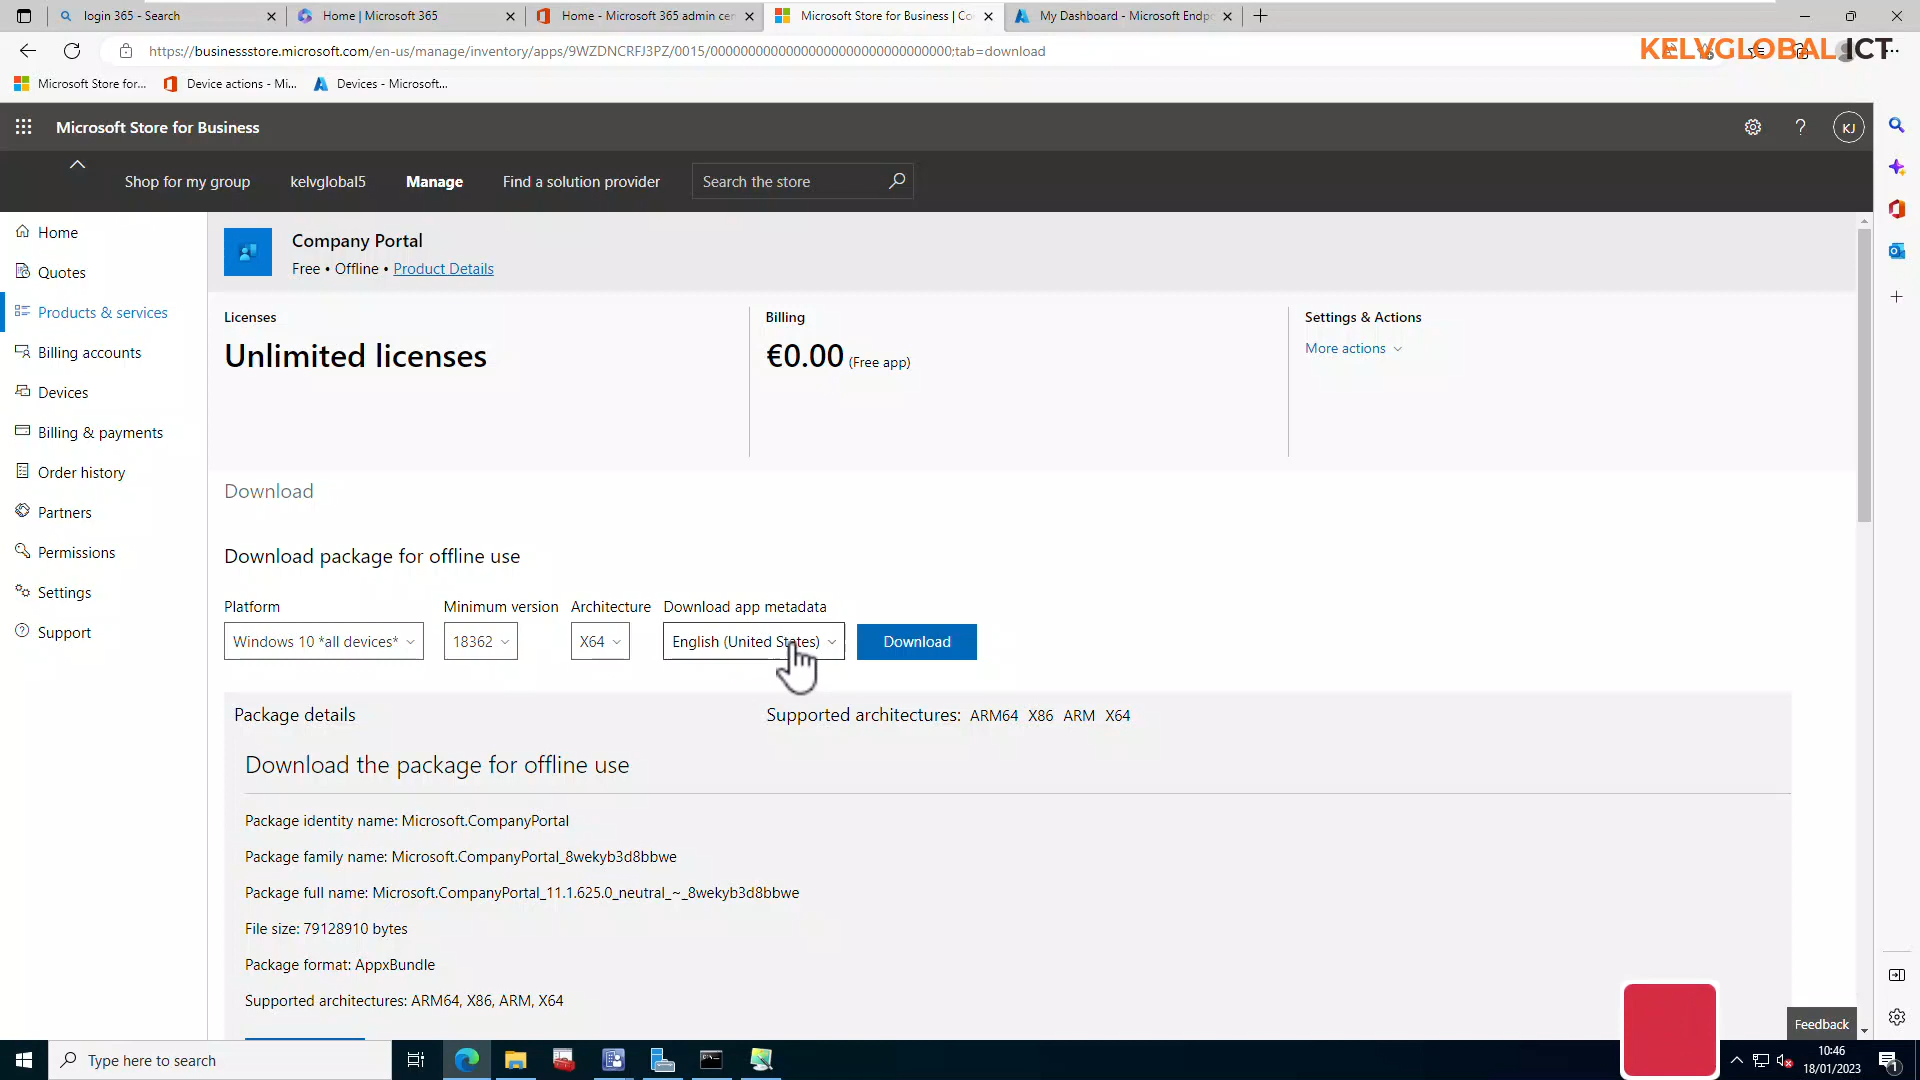 login 365 - Search
Home | Microsoft 365
Home - Microsoft 365 admin cen
Microsoft Store for Business | Co
My Dashboard - Microsoft Endpo
https://businessstore.microsoft.com/en-us/manage/inventory/apps/9WZDNCRFJ3PZ/0015/00000000000000000000000000000000;tab=download
KELVGLOBAL ICT
Microsoft Store for...
Device actions - Mi...
Devices - Microsoft...
Microsoft Store for Business
? KJ
Shop for my group
kelvglobal5
Manage
Find a solution provider
Search the store
Home
Quotes
Products & services
Billing accounts
Devices
Billing & payments
Order history
Partners
Permissions
Settings
Support
Company Portal
Free • Offline • Product Details
Licenses
Unlimited licenses
Billing
€0.00 (Free app)
Settings & Actions
More actions
Download
Download package for offline use
Platform Minimum version Architecture Download app metadata
Windows 10 *all devices* 18362 X64 English (United States) Download
Package details
Supported architectures: ARM64 X86 ARM X64
Download the package for offline use
Package identity name: Microsoft.CompanyPortal
Package family name: Microsoft.CompanyPortal_8wekyb3d8bbwe
Package full name: Microsoft.CompanyPortal_11.1.625.0_neutral_~_8wekyb3d8bbwe
File size: 79128910 bytes
Package format: AppxBundle
Supported architectures: ARM64, X86, ARM, X64
Feedback
Type here to search
10:46
18/01/2023
1